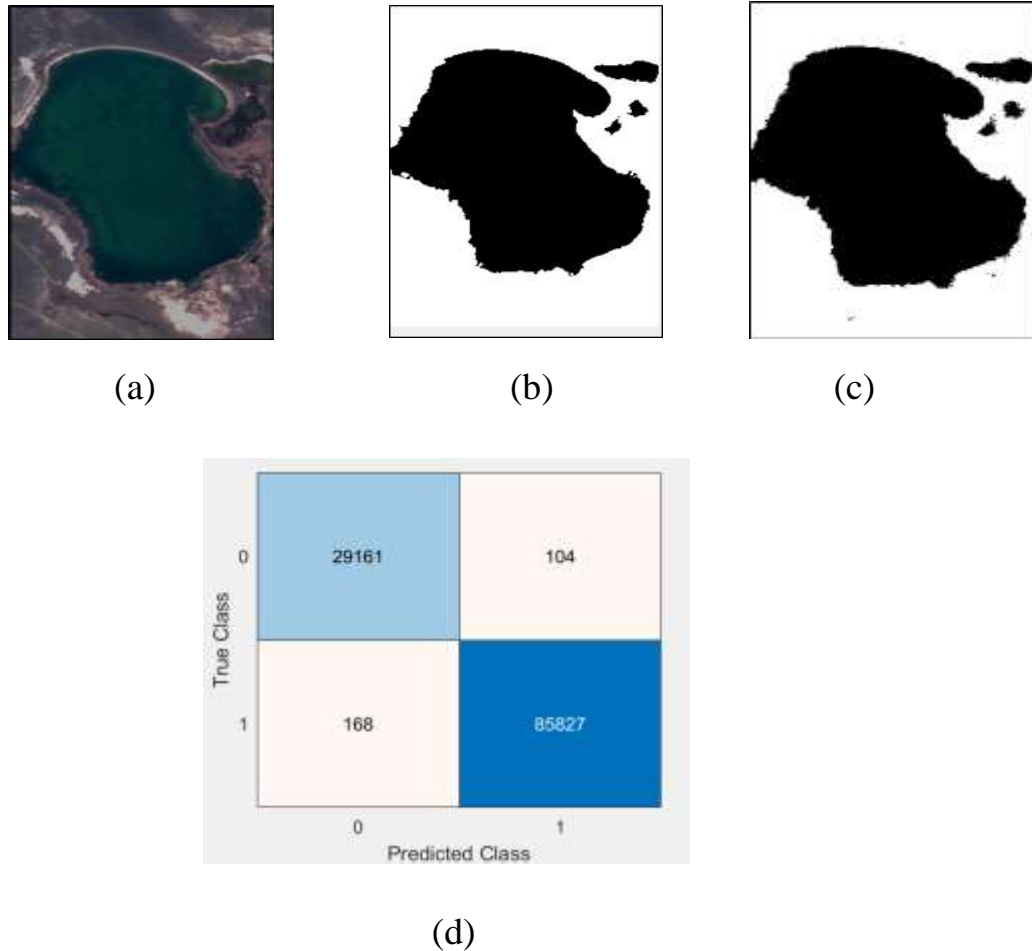 (a)
(b)
(c)
0
29161
104
True Class
1
168
85827
0
1
Predicted Class
(d)